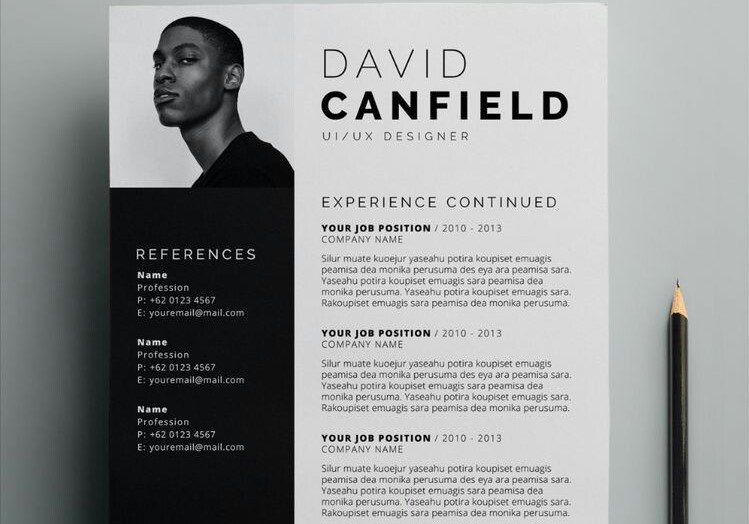 DAVID
CANFIELD
UI/UX DESIGNER
REFERENCES
Name
Profession
P: +62 0123 4567
E: youremail@mail.com
Name
Profession
P: +62 0123 4567
E: youremail@mail.com
Name
Profession
P: +62 0123 4567
E: youremail@mail.com
EXPERIENCE CONTINUED
YOUR JOB POSITION / 2010 - 2013
COMPANY NAME
Silur muate kuoejur yaseahu potira koupiset emuagis
peamisa dea monika perusuma des eya ara peamisa sara.
Yaseahu potira koupiset emuagis sara peamisa dea
monika perusuma. Yaseahu potira koupiset emuagis sara.
Rakoupiset emuagis sara peamisa dea monika perusuma.
YOUR JOB POSITION / 2010 - 2013
COMPANY NAME
Silur muate kuoejur yaseahu potira koupiset emuagis
peamisa dea monika perusuma des eya ara peamisa sara.
Yaseahu potira koupiset emuagis sara peamisa dea
monika perusuma. Yaseahu potira koupiset emuagis sara.
Rakoupiset emuagis sara peamisa dea monika perusuma.
YOUR JOB POSITION / 2010 - 2013
COMPANY NAME
Silur muate kuoejur yaseahu potira koupiset emuagis
peamisa dea monika perusuma des eya ara peamisa sara.
Yaseahu potira koupiset emuagis sara peamisa dea
monika perusuma. Yaseahu potira koupiset emuagis sara.
Rakoupiset emuagis sara peamisa dea monika perusuma.